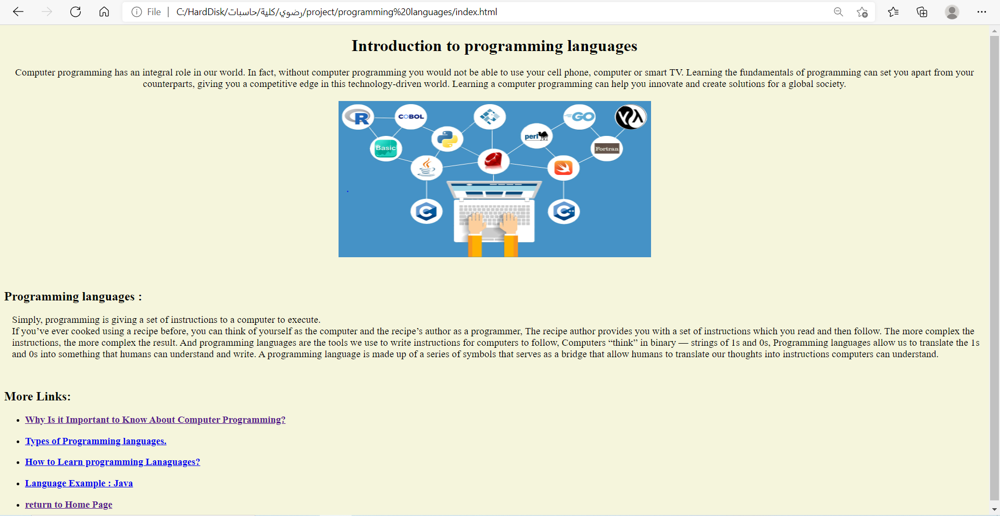 File | C:/HardDisk/رضوي/كلية/حاسبات/project/programming%20languages/index.html
Introduction to programming languages
Computer programming has an integral role in our world. In fact, without computer programming you would not be able to use your cell phone, computer or smart TV. Learning the fundamentals of programming can set you apart from your
counterparts, giving you a competitive edge in this technology-driven world. Learning a computer programming can help you innovate and create solutions for a global society.
R
COBOL
GO
Basic
perl
Fortran
C
C++
Programming languages :
Simply, programming is giving a set of instructions to a computer to execute.
If you’ve ever cooked using a recipe before, you can think of yourself as the computer and the recipe’s author as a programmer, The recipe author provides you with a set of instructions which you read and then follow. The more complex the
instructions, the more complex the result. And programming languages are the tools we use to write instructions for computers to follow, Computers “think” in binary — strings of 1s and 0s, Programming languages allow us to translate the 1s
and 0s into something that humans can understand and write. A programming language is made up of a series of symbols that serves as a bridge that allow humans to translate our thoughts into instructions computers can understand.
More Links:
• Why Is it Important to Know About Computer Programming?
• Types of Programming languages.
• How to Learn programming Lanaguages?
• Language Example : Java
• return to Home Page